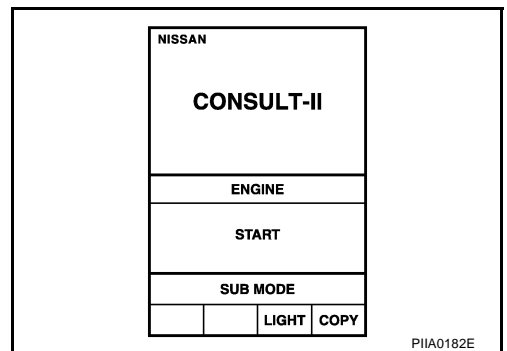 NISSAN
CONSULT-II
ENGINE
START
SUB MODE
LIGHT COPY
PIIA0182E